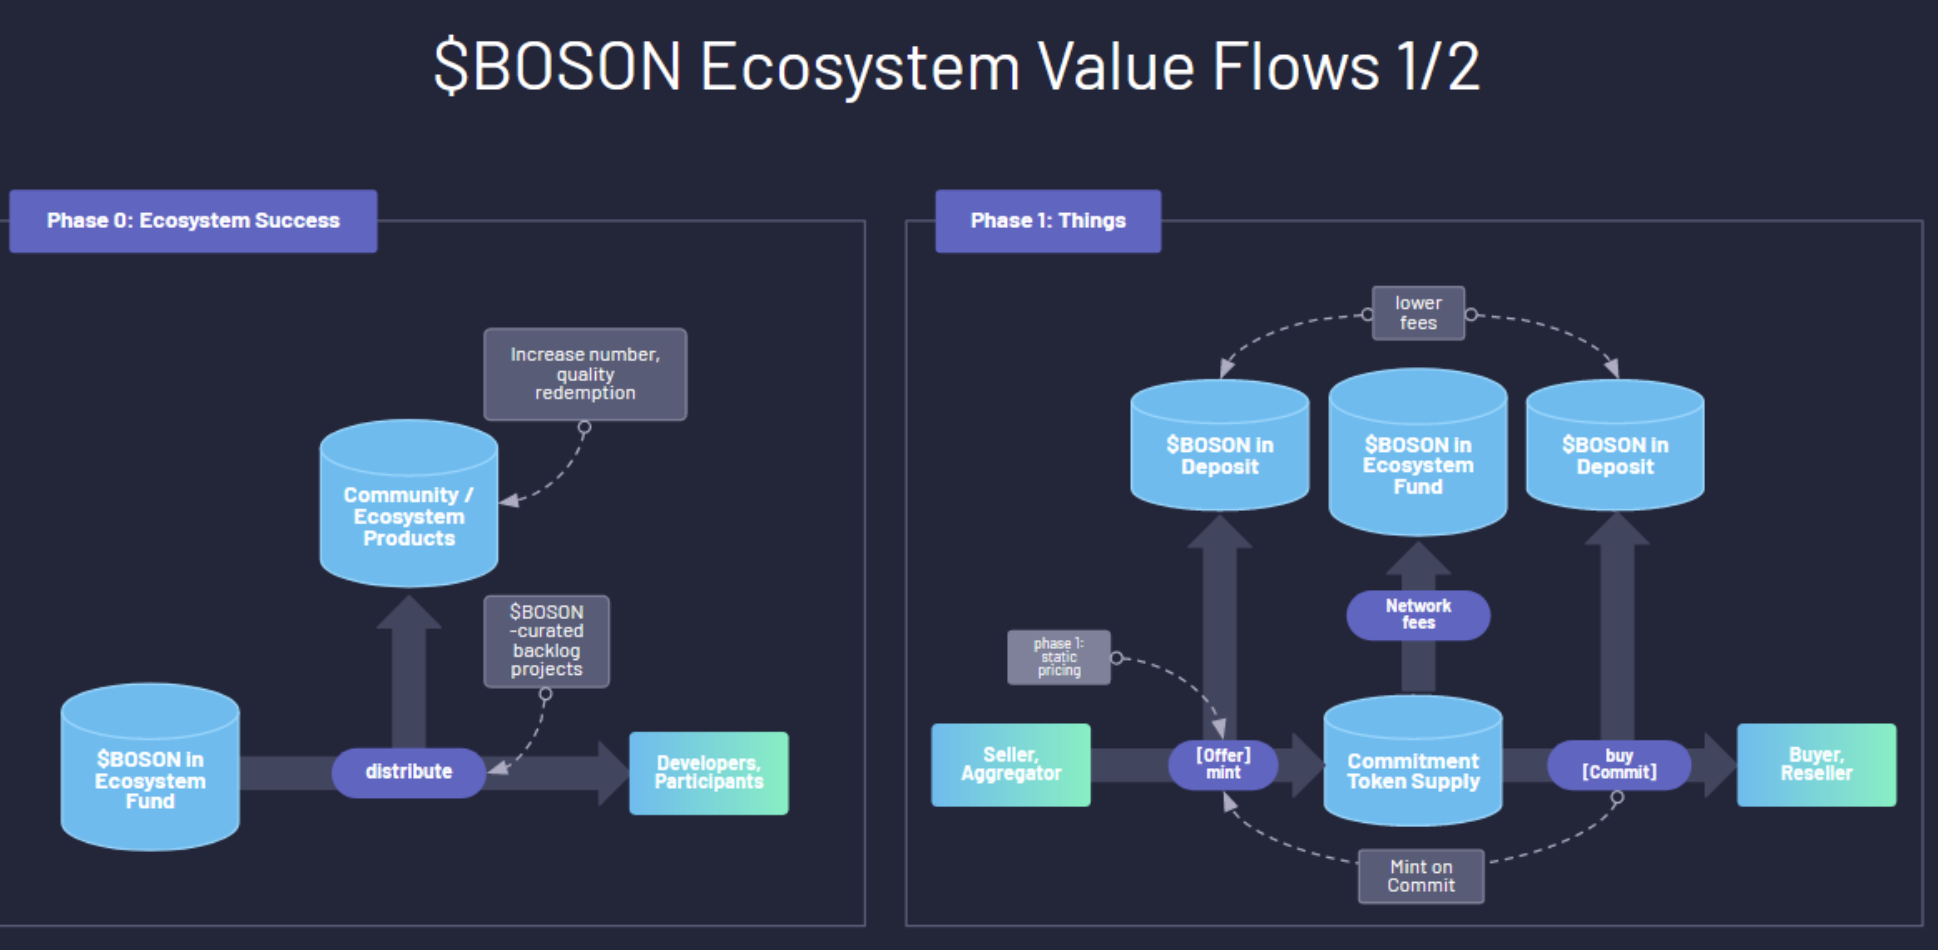 $BOSON Ecosystem Value Flows 1/2
Phase 0: Ecosystem Success
Increase number,
quality
redemption
Community /
Ecosystem
Products
$BOSON
-curated
backlog
projects
$BOSON in
Ecosystem
Fund
distribute
Developers,
Participants
Phase 1: Things
lower
fees
$BOSON in
Deposit
$BOSON in
Ecosystem
Fund
$BOSON in
Deposit
Network
fees
phase 1:
static
pricing
Seller,
Aggregator
[Offer]
mint
Commitment
Token Supply
buy
[Commit]
Buyer,
Reseller
Mint on
Commit